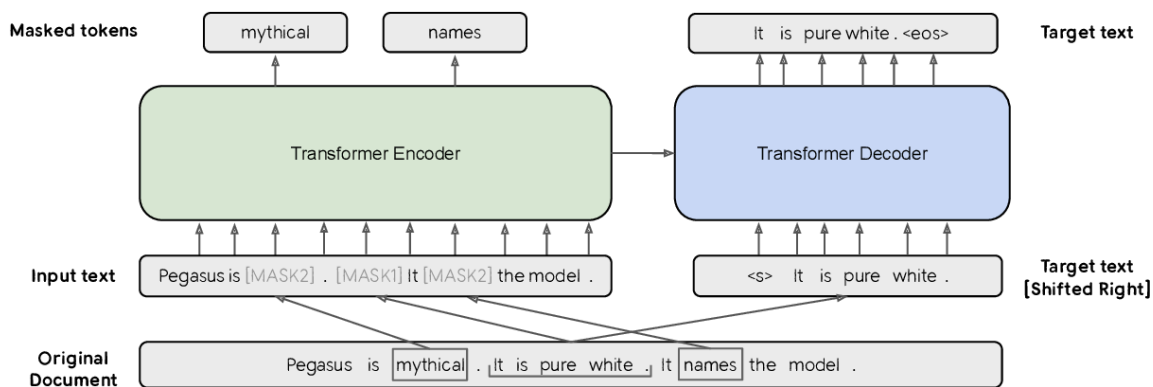 Masked tokens mythical names It is pure white . <eos> Target text
Transformer Encoder Transformer Decoder
Input text Pegasus is [MASK2] . [MASK1] It [MASK2] the model . <s> It is pure white . Target text
[Shifted Right]
Original
Document Pegasus is mythical . It is pure white . It names the model .